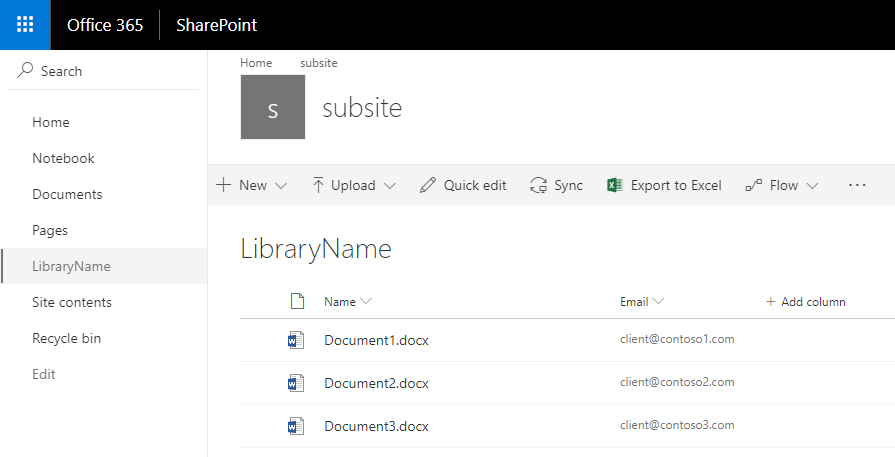 Office 365 SharePoint
Search
Home
Notebook
Documents
Pages
LibraryName
Site contents
Recycle bin
Edit
Home subsite
s subsite
New Upload Quick edit Sync Export to Excel Flow ...
LibraryName
Name Email + Add column
Document1.docx client@contoso1.com
Document2.docx client@contoso2.com
Document3.docx client@contoso3.com